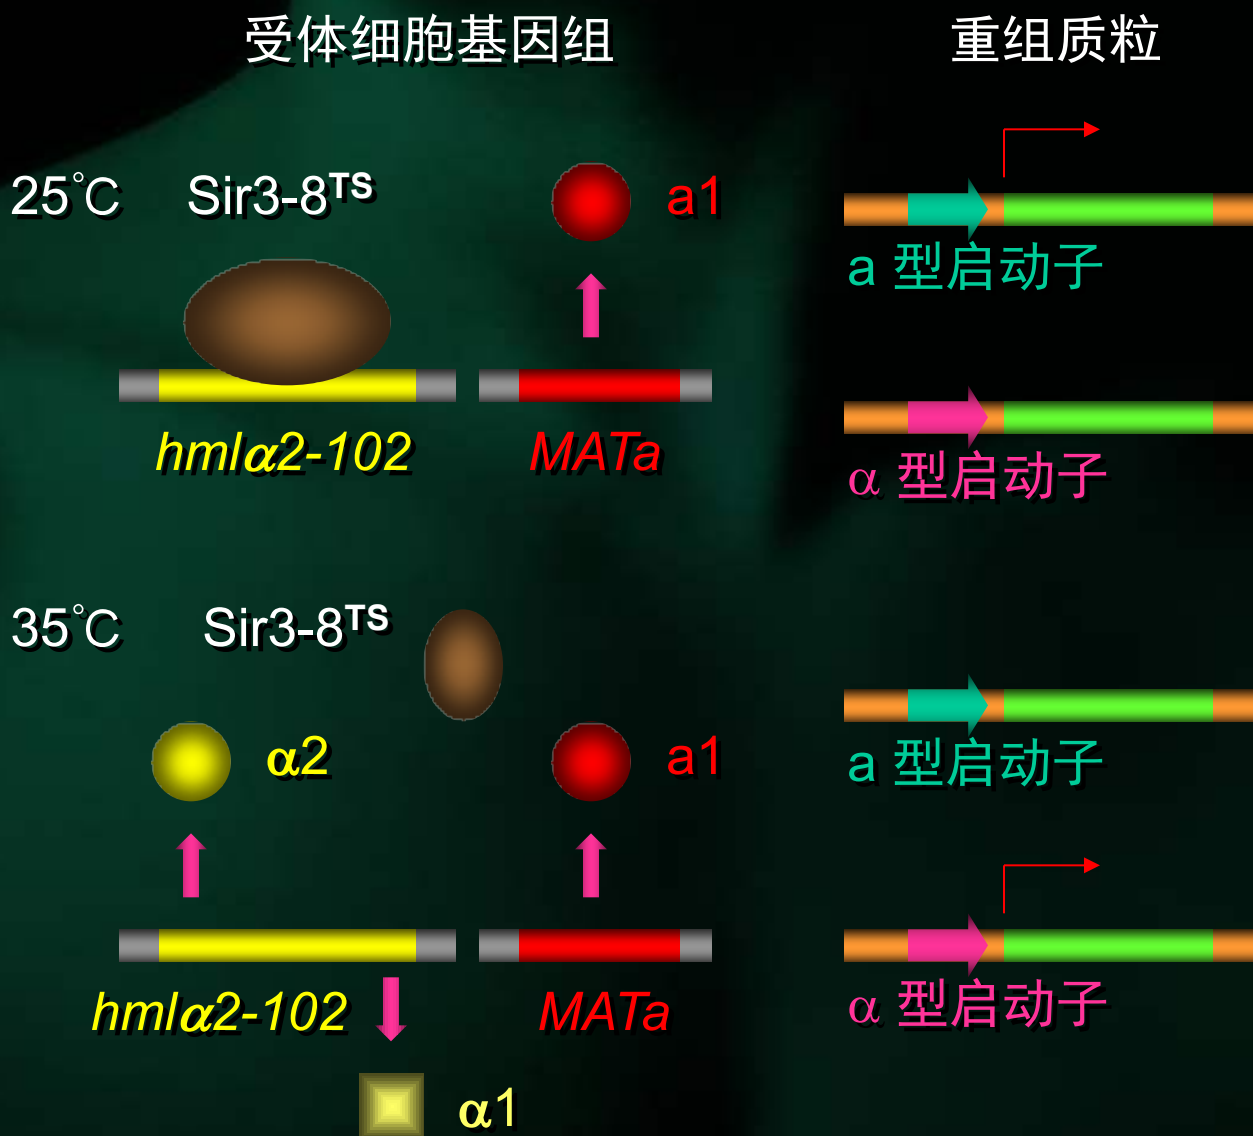 受体细胞基因组 重组质粒
25℃ Sir3-8TS a1
a 型启动子
hmlα2-102 MATa
α 型启动子
35℃ Sir3-8TS
α2 a1
a 型启动子
hmlα2-102 MATa
α 型启动子
α1